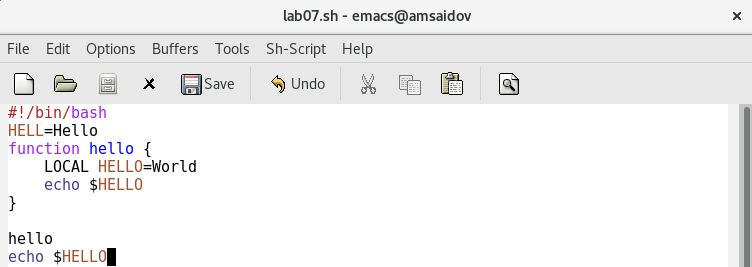 lab07.sh - emacs@amsaidov
File Edit Options Buffers Tools Sh-Script Help
Save Undo
#!/bin/bash
HELL=Hello
function hello {
    LOCAL HELLO=World
    echo $HELLO
}
hello
echo $HELLO